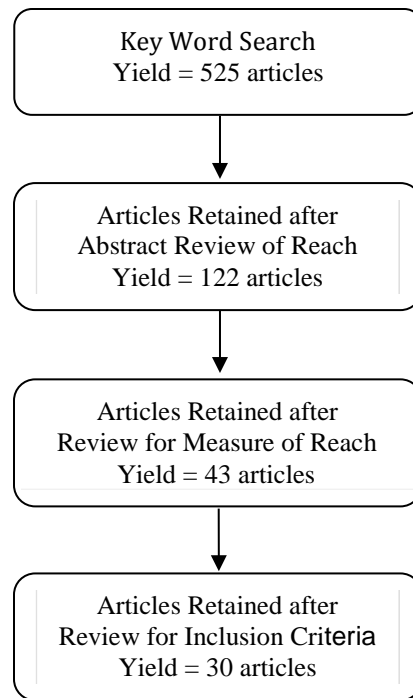 Key Word Search
Yield = 525 articles
Articles Retained after
Abstract Review of Reach
Yield = 122 articles
Articles Retained after
Review for Measure of Reach
Yield = 43 articles
Articles Retained after
Review for Inclusion Criteria
Yield = 30 articles